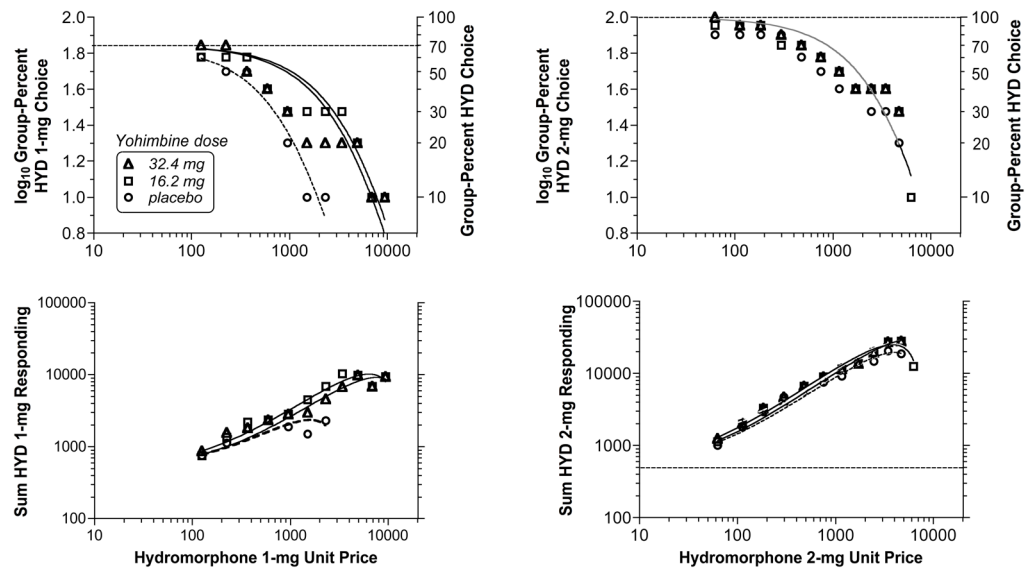 2.0
1.8
1.6
1.4
1.2
1.0
0.8
log10 Group-Percent
HYD 1-mg Choice
100
70
50
30
20
10
Group-Percent HYD Choice
Yohimbine dose
32.4 mg
16.2 mg
placebo
10 100 1000 10000
2.0
1.8
1.6
1.4
1.2
1.0
0.8
log10 Group-Percent
HYD 2-mg Choice
100
70
50
30
20
10
Group-Percent HYD Choice
10 100 1000 10000
100000
10000
1000
100
Sum HYD 1-mg Responding
10 100 1000 10000
Hydromorphone 1-mg Unit Price
100000
10000
1000
100
Sum HYD 2-mg Responding
10 100 1000 10000
Hydromorphone 2-mg Unit Price